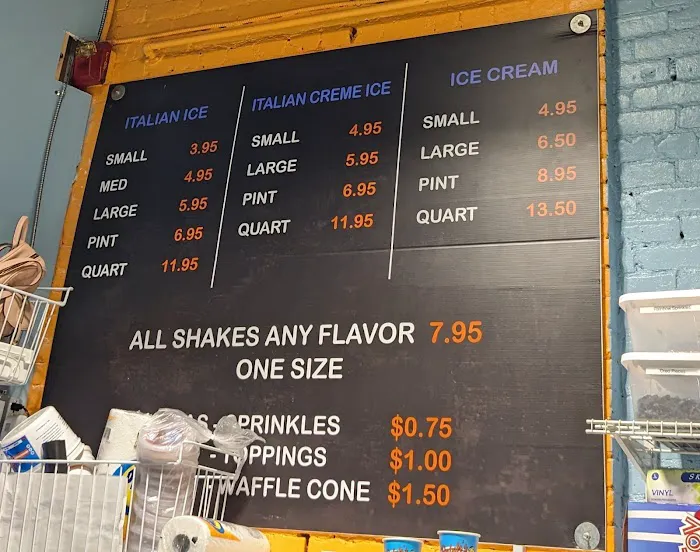 ITALIAN ICE
SMALL 3.95
MED 4.95
LARGE 5.95
PINT 6.95
QUART 11.95
ITALIAN CREME ICE
SMALL 4.95
LARGE 5.95
PINT 6.95
QUART 11.95
ICE CREAM
SMALL 4.95
LARGE 6.50
PINT 8.95
QUART 13.50
ALL SHAKES ANY FLAVOR 7.95
ONE SIZE
SPRINKLES $0.75
TOPPINGS $1.00
WAFFLE CONE $1.50
VINYL